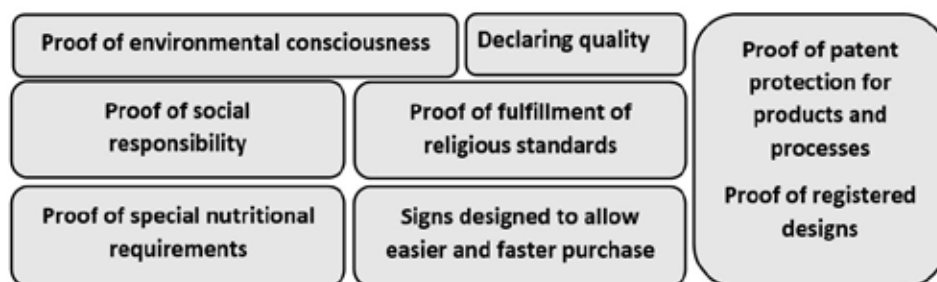 Proof of environmental consciousness
Declaring quality
Proof of social
responsibility
Proof of fulfillment of
religious standards
Proof of special nutritional
requirements
Signs designed to allow
easier and faster purchase
Proof of patent
protection for
products and
processes
Proof of registered
designs